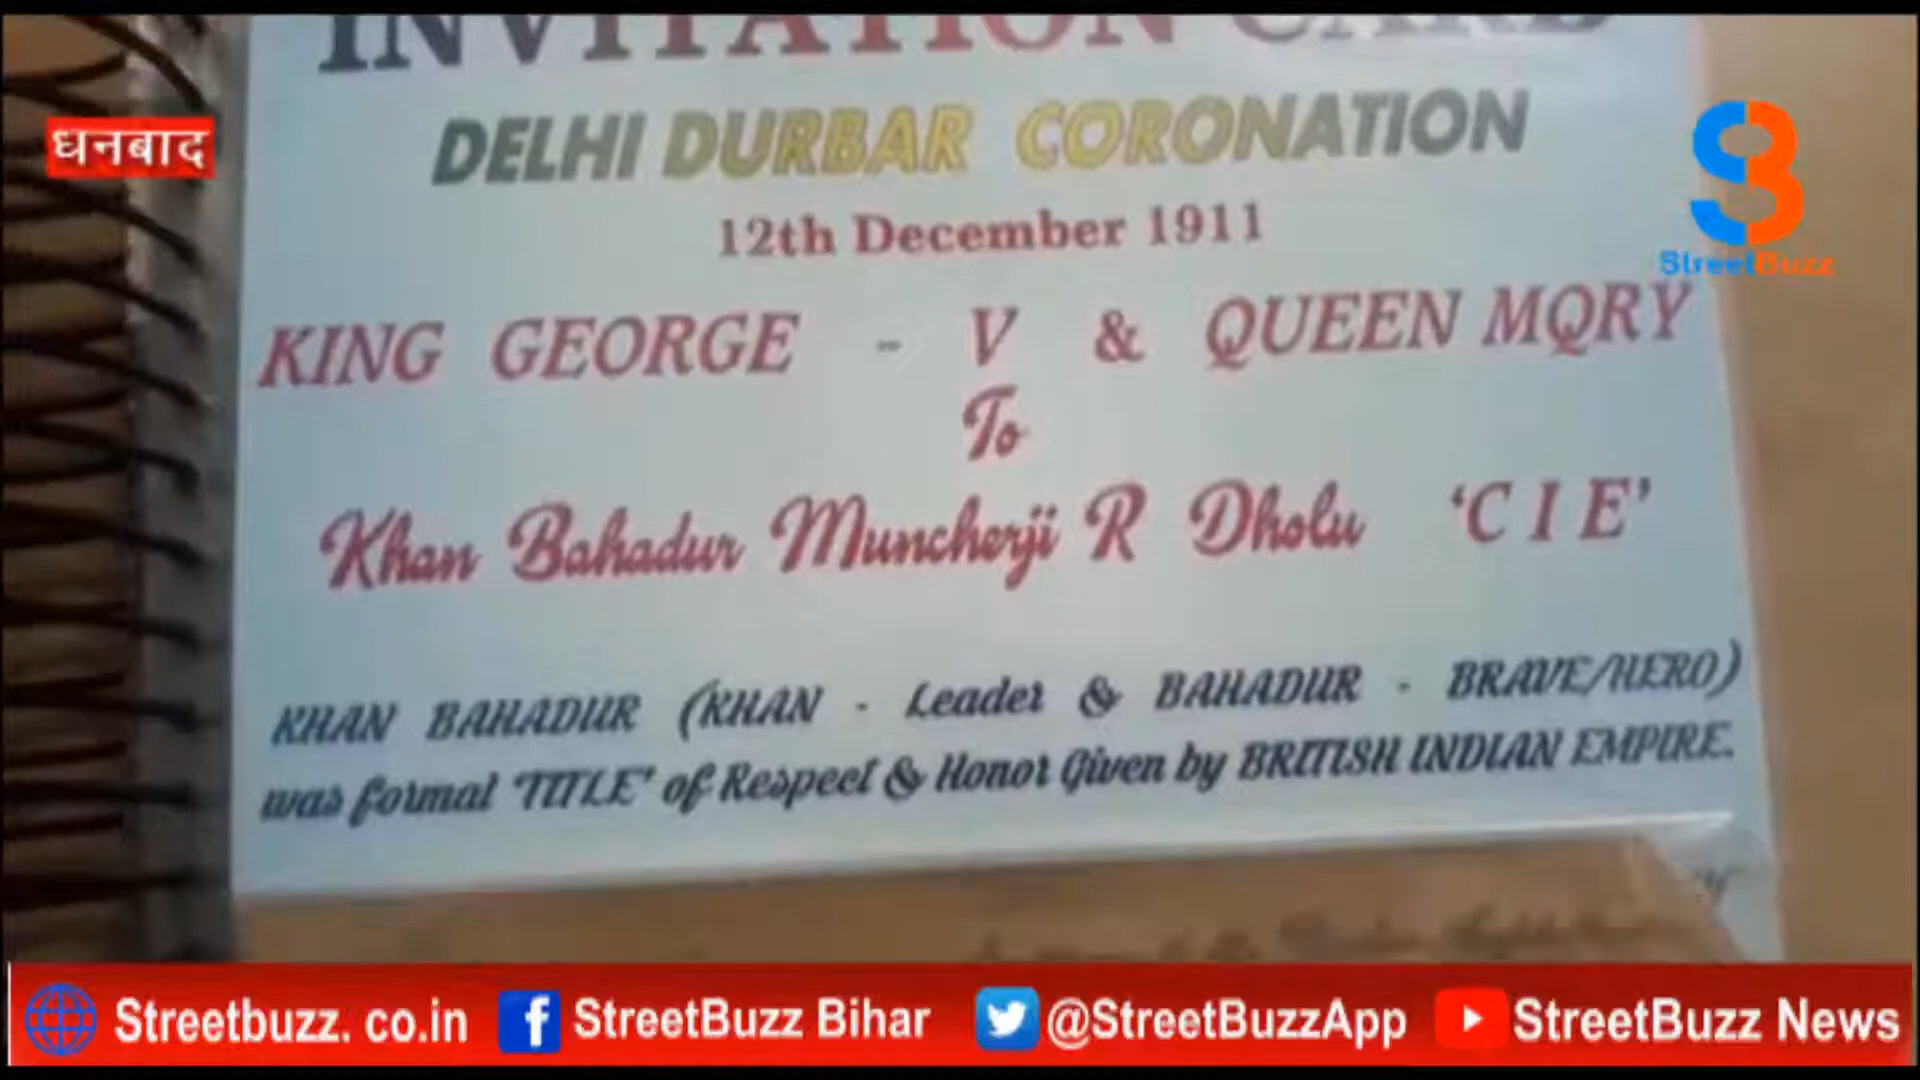 INVITATION CARD
DELHI DURBAR CORONATION
धनबाद
12th December 1911
StreetBuzz
KING GEORGE - V & QUEEN MQRY
To
Khan Bahadur Muncherji R Dholu 'C I E'
KHAN BAHADUR (KHAN - Leader & BAHADUR - BRAVE/HERO)
was formal 'TITLE' of Respect & Honor Given by BRITISH INDIAN EMPIRE.
Streetbuzz. co.in StreetBuzz Bihar @StreetBuzzApp StreetBuzz News